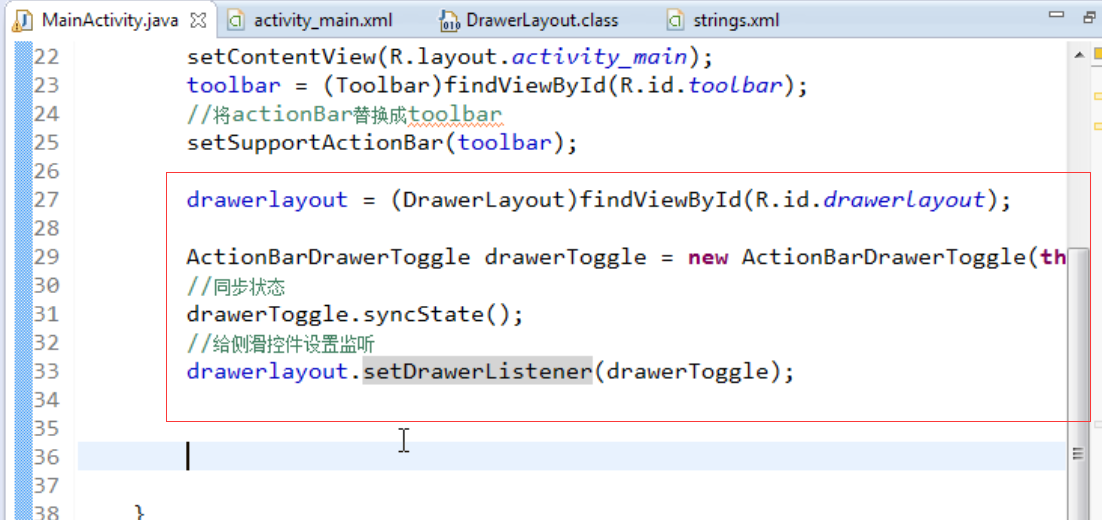 MainActivity.java activity_main.xml DrawerLayout.class strings.xml
22 setContentView(R.layout.activity_main);
23 toolbar = (Toolbar)findViewById(R.id.toolbar);
24 //将actionBar替换成toolbar
25 setSupportActionBar(toolbar);
26
27 drawerlayout = (DrawerLayout)findViewById(R.id.drawerlayout);
28
29 ActionBarDrawerToggle drawerToggle = new ActionBarDrawerToggle(th
30 //同步状态
31 drawerToggle.syncState();
32 //给侧滑控件设置监听
33 drawerlayout.setDrawerListener(drawerToggle);
34
35
36
37
38 }